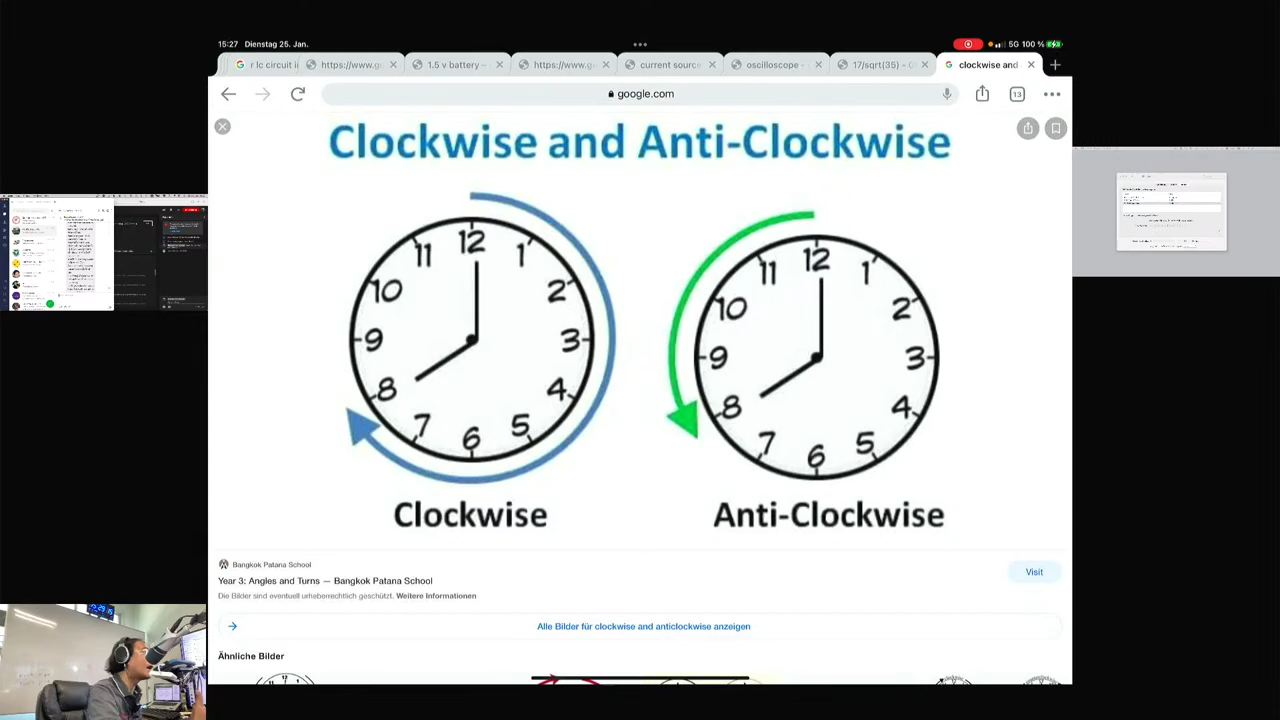 15:27 Dienstag 25. Jan.
5G 100 %
r lc circuit i
https://www.g
1.5 v battery –
https://www.g
current source
oscilloscope -
17/sqrt(35) -
clockwise and
google.com
13
Clockwise and Anti-Clockwise
12
1
2
3
4
5
6
7
8
9
10
11
12
1
2
3
4
5
6
7
8
9
10
11
Clockwise
Anti-Clockwise
Bangkok Patana School
Year 3: Angles and Turns — Bangkok Patana School
Die Bilder sind eventuell urheberrechtlich geschützt. Weitere Informationen
Visit
Alle Bilder für clockwise and anticlockwise anzeigen
Ähnliche Bilder